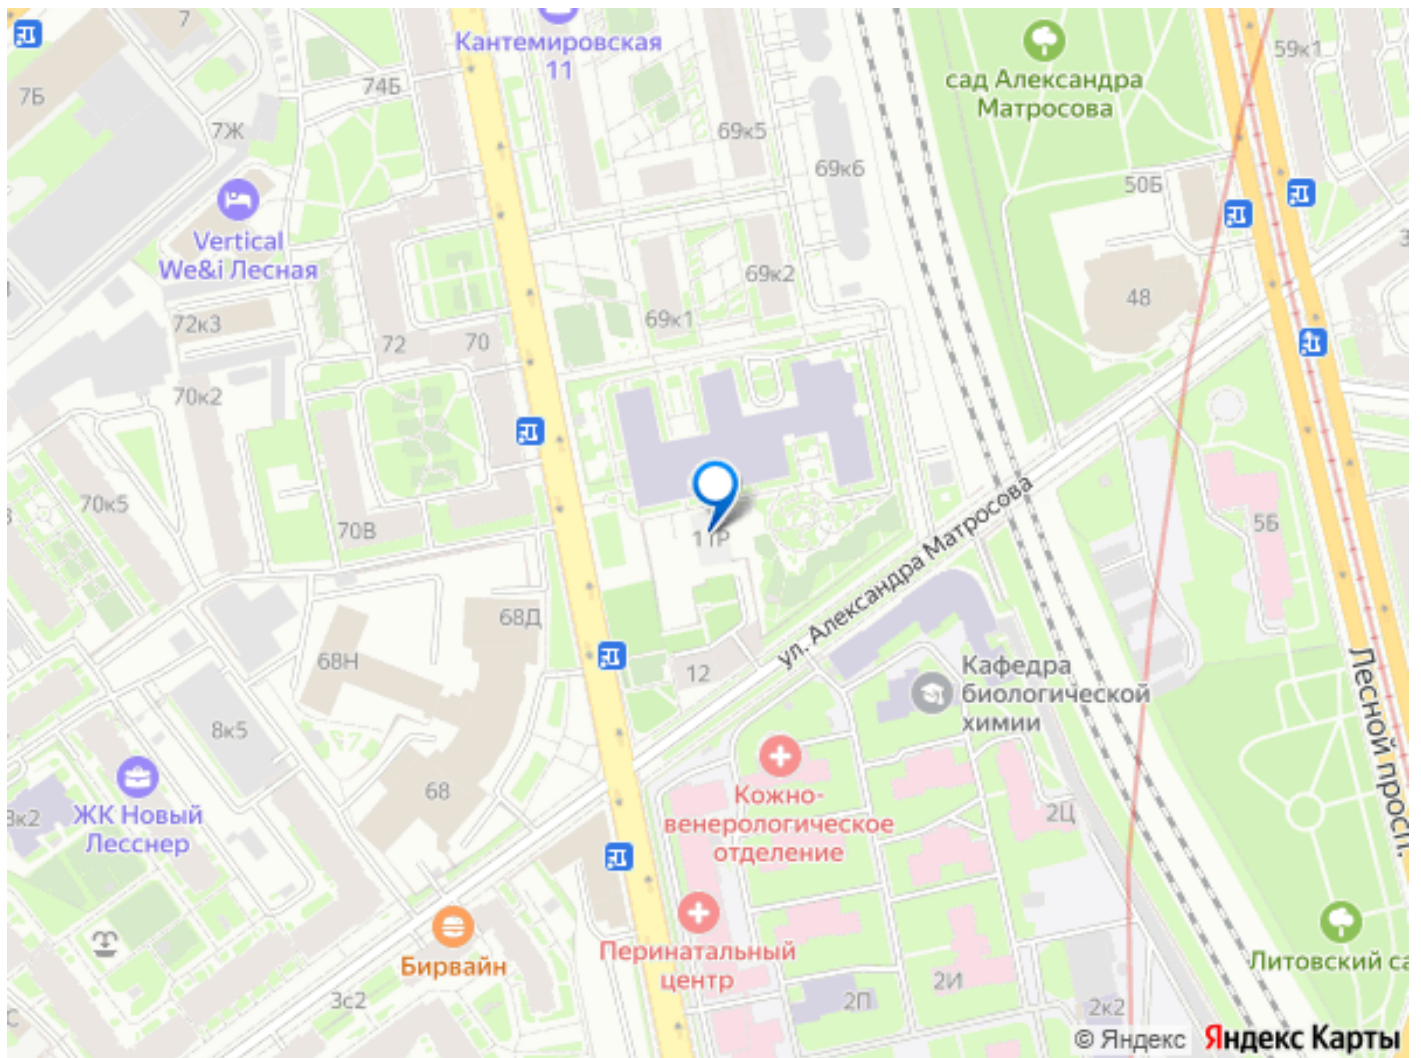 7
Кантемировская
11
59к1
7Б
74Б
сад Александра
Матросова
7Ж
69к5
69к6
50Б
Vertical
We&i Лесная
69к2
48
72к3
69к1
72
70
70к2
70к5
70В
11Р
5Б
ул. Александра Матросова
68Д
68Н
12
Кафедра
биологической
химии
Лесной просп.
8к5
68
ЖК Новый
Лесснер
Кожно-
венерологическое
отделение
2Ц
Бирвайн
Перинатальный
центр
Литовский са
3с2
2П
2И
2к2
© Яндекс Яндекс Карты